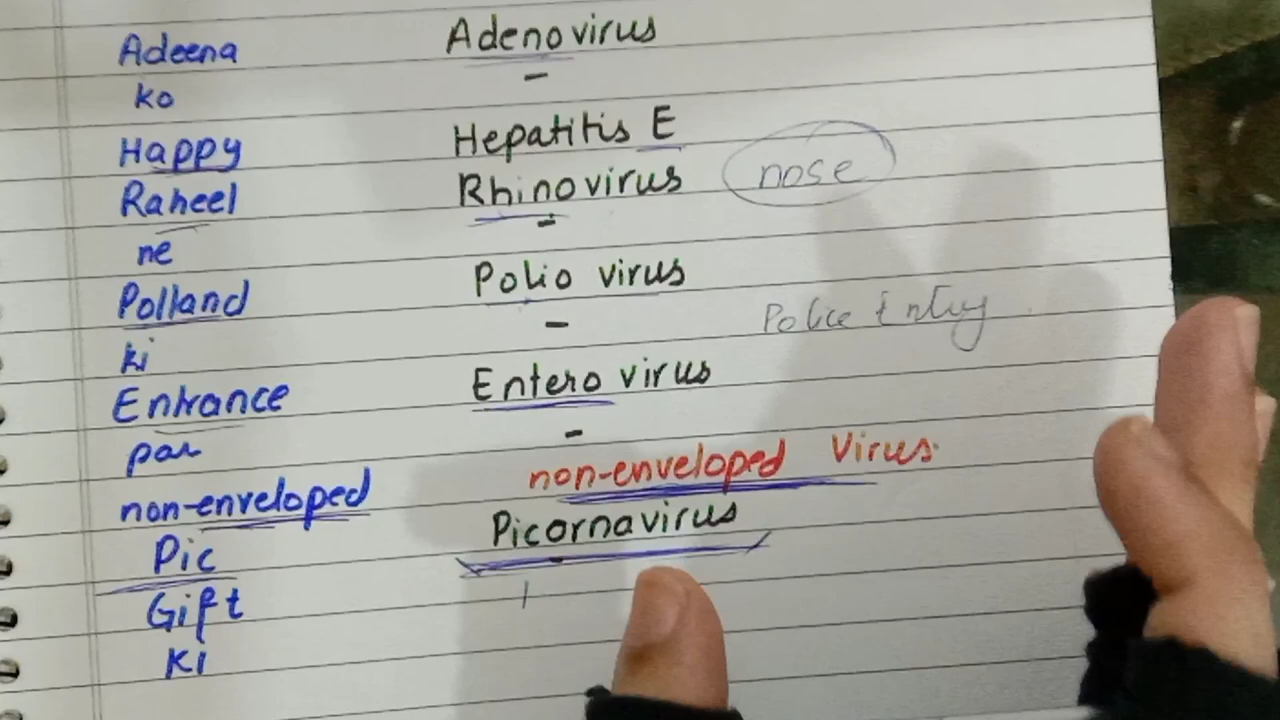 Adeena Adenovirus
ko -
Happy Hepatitis E
Raheel Rhinovirus nose
ne -
Polland Polio virus
ki - Police Entry
Entrance Entero virus
par -
non-enveloped non-enveloped Virus.
Pic Picornavirus
Gift
Ki